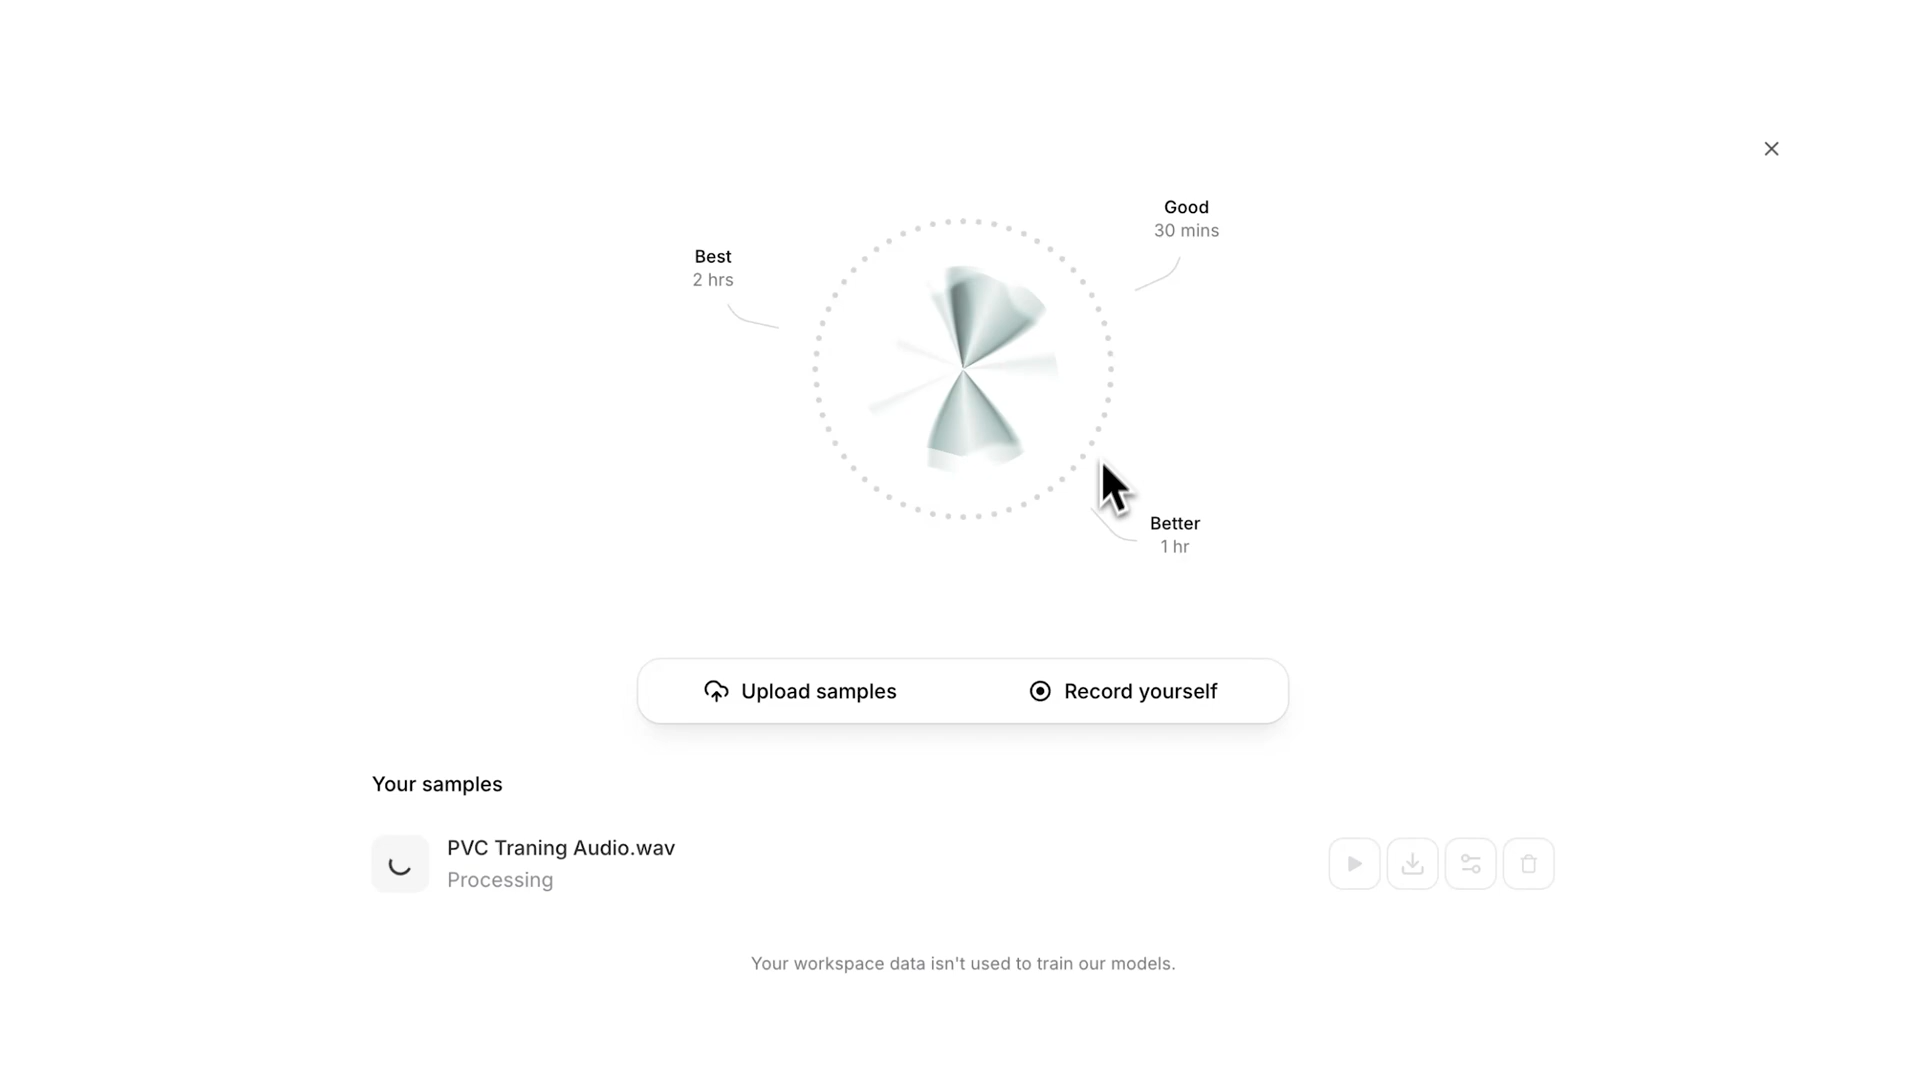 Good
30 mins
Best
2 hrs
Better
1 hr
Upload samples
Record yourself
Your samples
PVC Traning Audio.wav
Processing
Your workspace data isn't used to train our models.